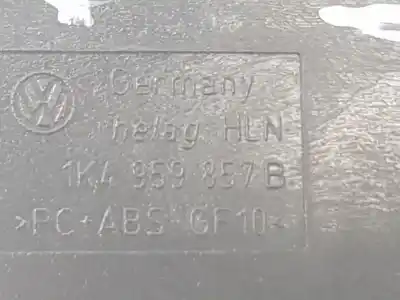 Germany
helag HLN
1K4 959 857 B
>PC+ABS-GF10<